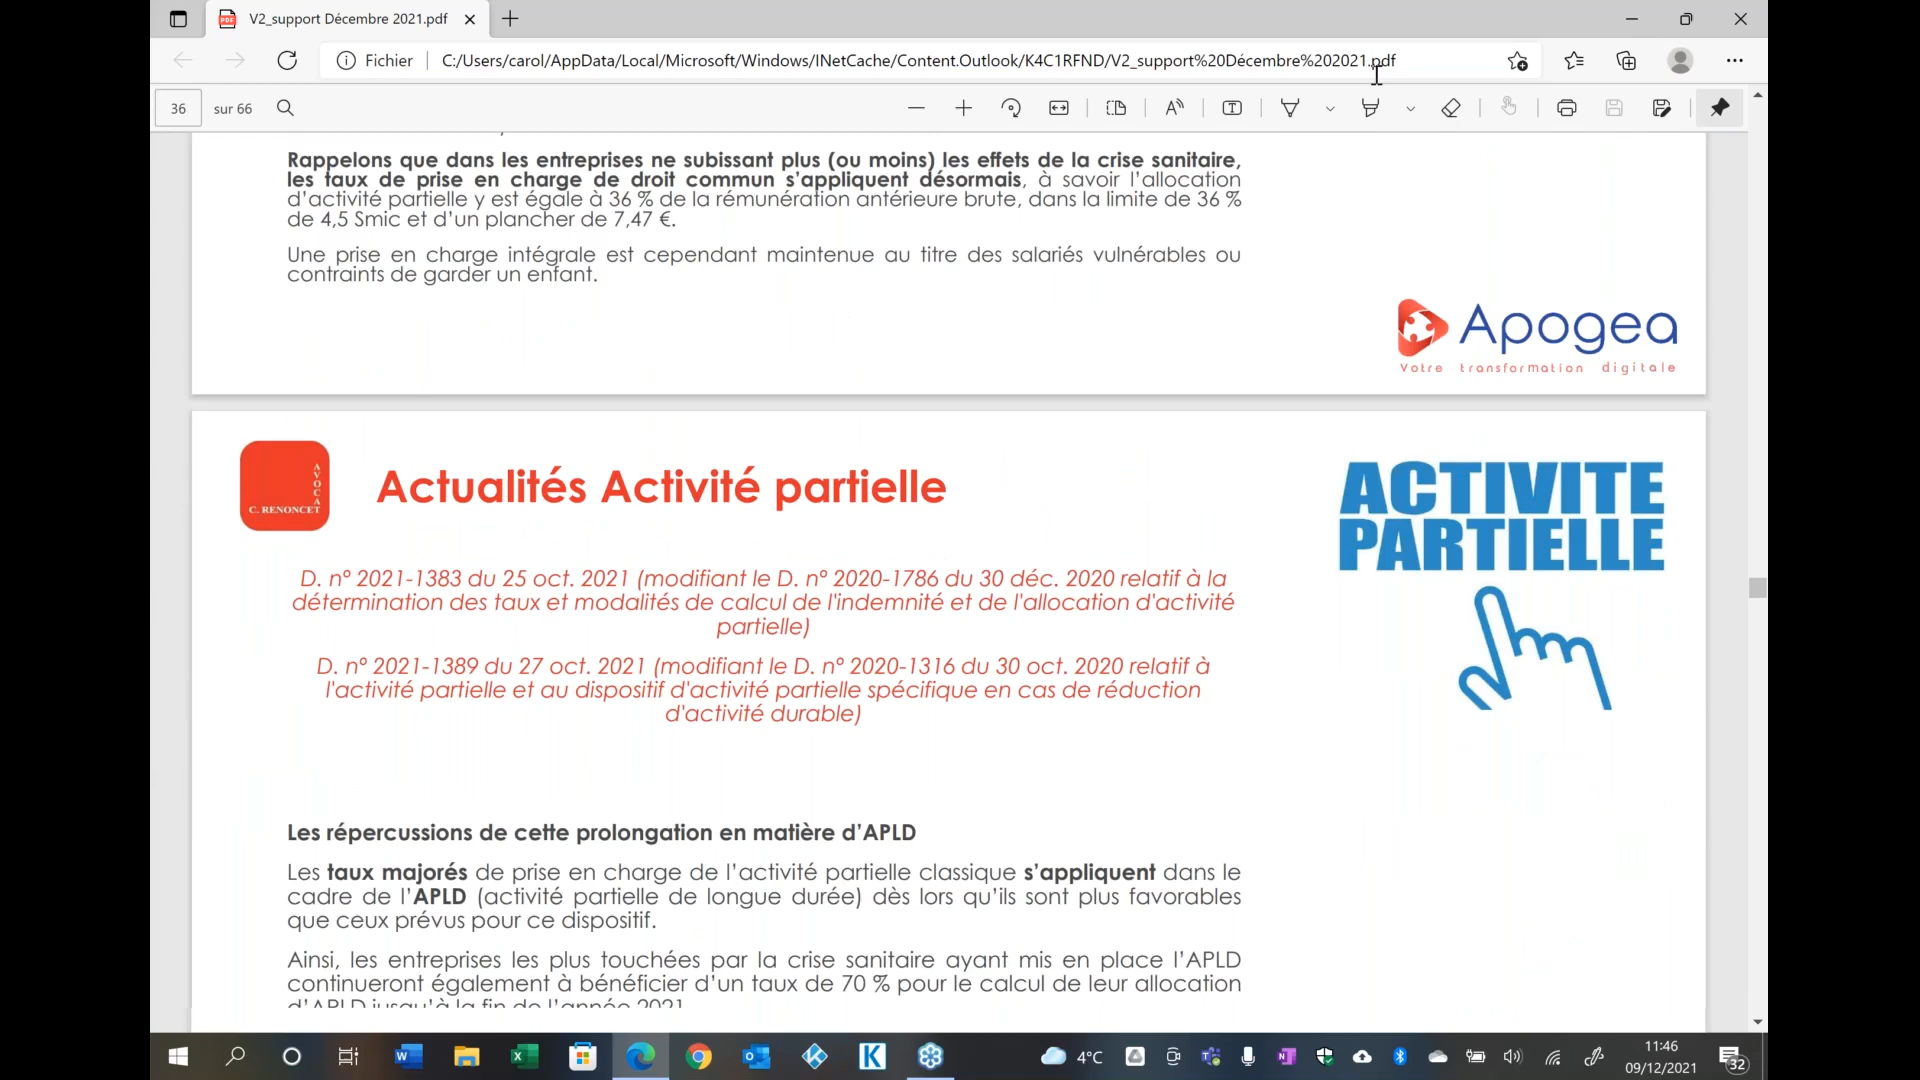 V2_support Décembre 2021.pdf
Fichier
C:/Users/carol/AppData/Local/Microsoft/Windows/INetCache/Content.Outlook/K4C1RFND/V2_support%20Décembre%202021.pdf
36 sur 66
Rappelons que dans les entreprises ne subissant plus (ou moins) les effets de la crise sanitaire,
les taux de prise en charge de droit commun s’appliquent désormais, à savoir l’allocation
d’activité partielle y est égale à 36 % de la rémunération antérieure brute, dans la limite de 36 %
de 4,5 Smic et d’un plancher de 7,47 €.
Une prise en charge intégrale est cependant maintenue au titre des salariés vulnérables ou
contraints de garder un enfant.
Apogea
Votre transformation digitale
AVOCAT
C. RENONCET
Actualités Activité partielle
ACTIVITE
PARTIELLE
D. nº 2021-1383 du 25 oct. 2021 (modifiant le D. nº 2020-1786 du 30 déc. 2020 relatif à la
détermination des taux et modalités de calcul de l'indemnité et de l'allocation d'activité
partielle)
D. nº 2021-1389 du 27 oct. 2021 (modifiant le D. nº 2020-1316 du 30 oct. 2020 relatif à
l'activité partielle et au dispositif d'activité partielle spécifique en cas de réduction
d'activité durable)
Les répercussions de cette prolongation en matière d’APLD
Les taux majorés de prise en charge de l’activité partielle classique s’appliquent dans le
cadre de l’APLD (activité partielle de longue durée) dès lors qu’ils sont plus favorables
que ceux prévus pour ce dispositif.
Ainsi, les entreprises les plus touchées par la crise sanitaire ayant mis en place l’APLD
continueront également à bénéficier d’un taux de 70 % pour le calcul de leur allocation
d’APLD jusqu’à la fin de l’année 2021
4°C
11:46
09/12/2021
32